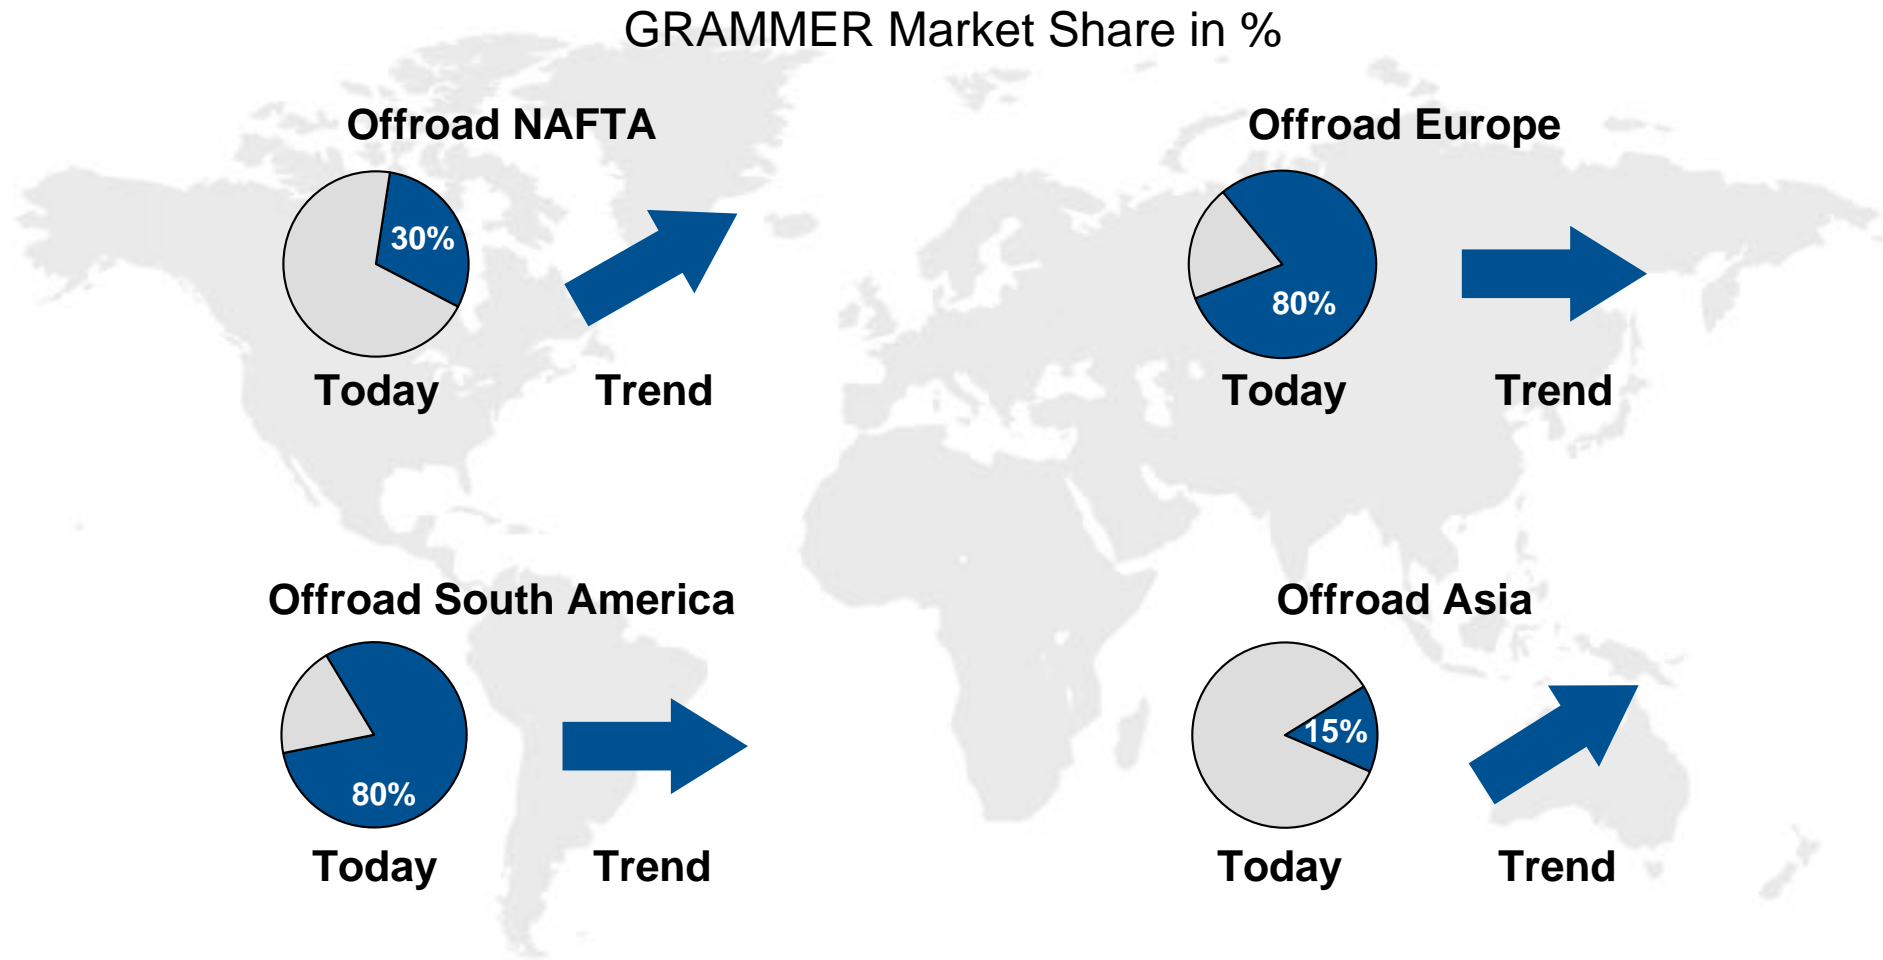 GRAMMER Market Share in %
Offroad NAFTA
30%
Today
Trend
Offroad Europe
80%
Today
Trend
Offroad South America
80%
Today
Trend
Offroad Asia
15%
Today
Trend